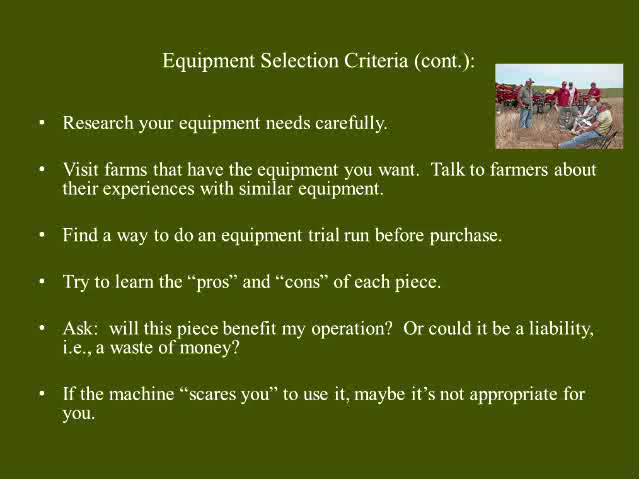 Equipment Selection Criteria (cont.):
• Research your equipment needs carefully.
• Visit farms that have the equipment you want.  Talk to farmers about
their experiences with similar equipment.
• Find a way to do an equipment trial run before purchase.
• Try to learn the “pros” and “cons” of each piece.
• Ask:  will this piece benefit my operation?  Or could it be a liability,
i.e., a waste of money?
• If the machine “scares you” to use it, maybe it’s not appropriate for
you.